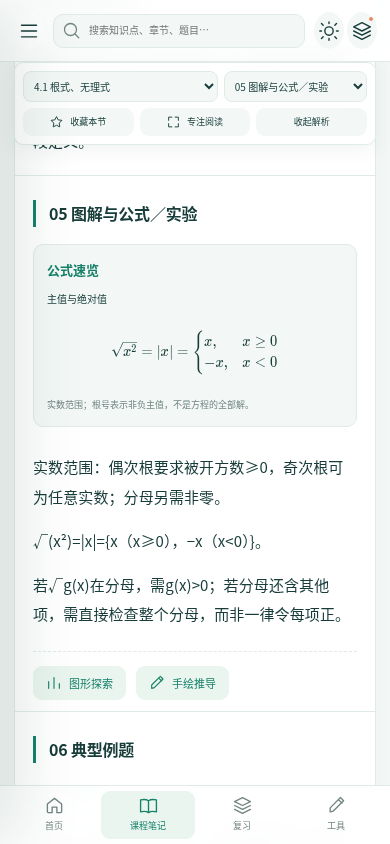 搜索知识点、章节、题目…
4.1 根式、无理式
05 图解与公式／实验
收藏本节
专注阅读
收起解析
05 图解与公式／实验
公式速览
主值与绝对值
√x² = |x| = { x, x ≥ 0
−x, x < 0
实数范围；根号表示非负主值，不是方程的全部解。
实数范围：偶次根要求被开方数≥0，奇次根可
为任意实数；分母另需非零。
√(x²)=|x|={x（x≥0），−x（x<0）}。
若√g(x)在分母，需g(x)>0；若分母还含其他
项，需直接检查整个分母，而非一律令每项正。
图形探索
手绘推导
06 典型例题
首页
课程笔记
复习
工具